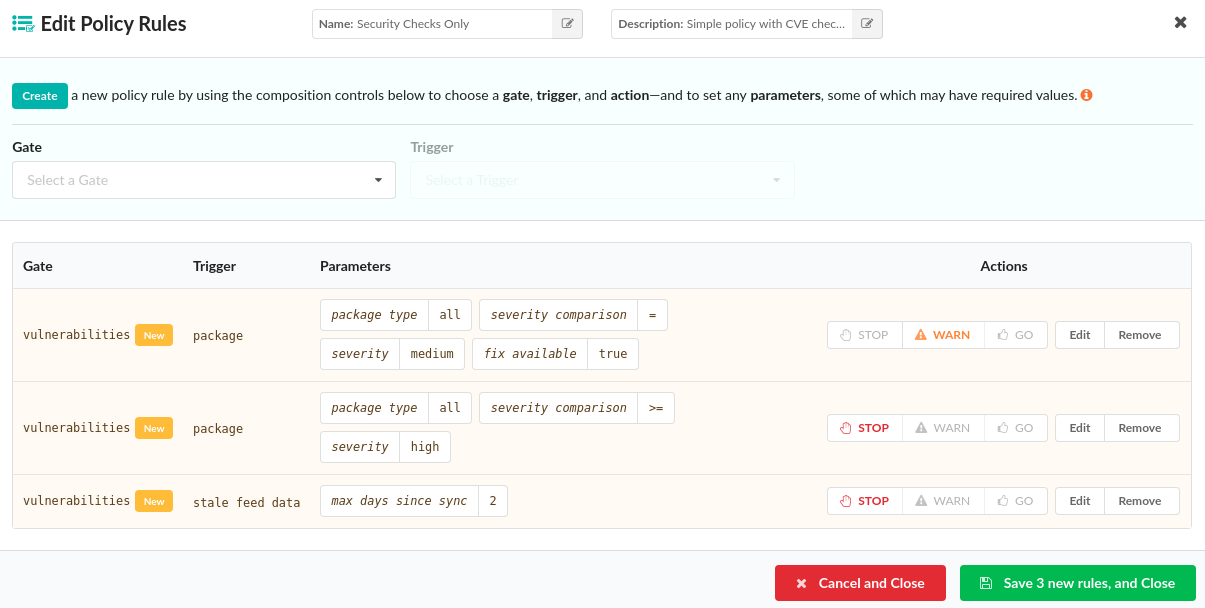 Edit Policy Rules
Name: Security Checks Only
Description: Simple policy with CVE chec...
Create a new policy rule by using the composition controls below to choose a gate, trigger, and action—and to set any parameters, some of which may have required values.
Gate
Trigger
Select a Gate
Select a Trigger
Gate Trigger Parameters Actions
package type all severity comparison =
vulnerabilities New package STOP WARN GO Edit Remove
severity medium fix available true
package type all severity comparison >=
vulnerabilities New package STOP WARN GO Edit Remove
severity high
vulnerabilities New stale feed data max days since sync 2 STOP WARN GO Edit Remove
Cancel and Close
Save 3 new rules, and Close